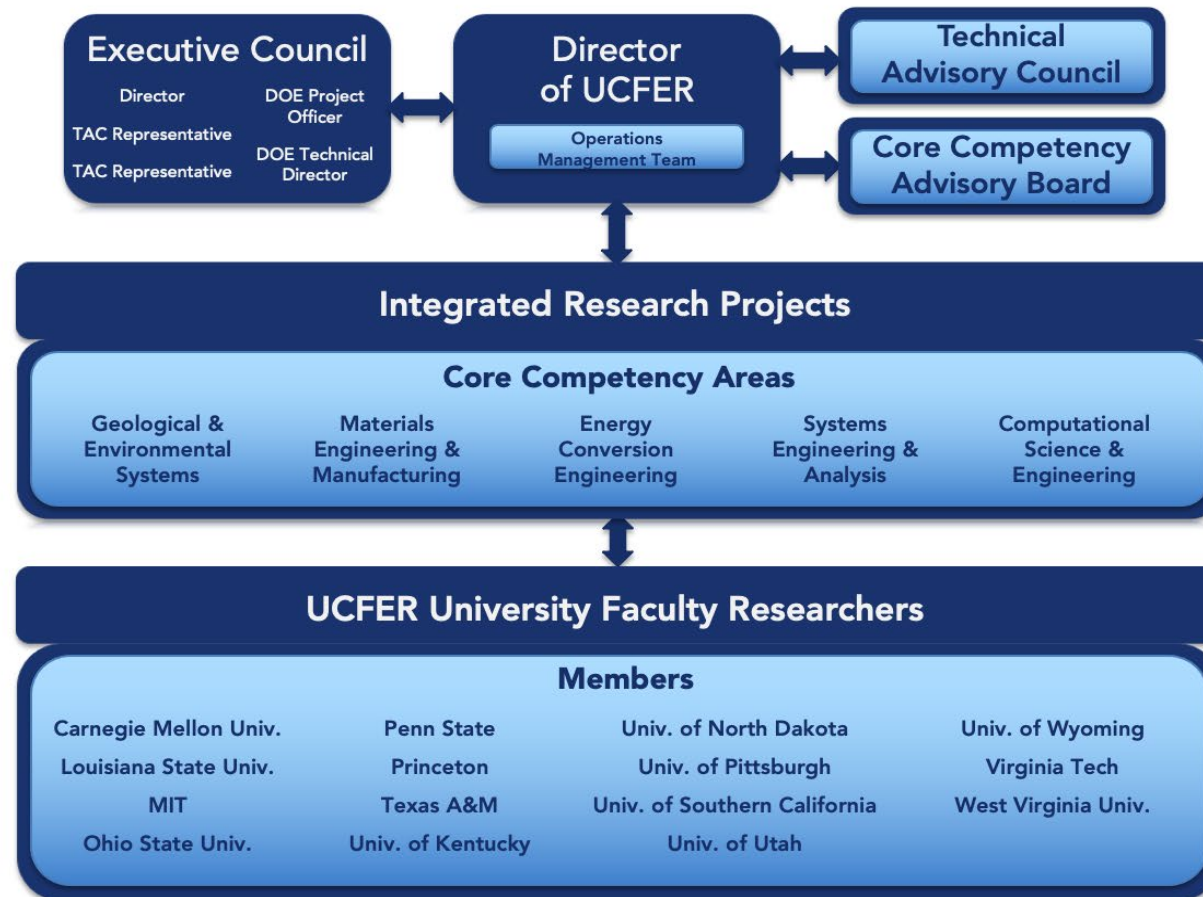 Executive Council
Director
TAC Representative
TAC Representative
DOE Project
Officer
DOE Technical
Director
Director
of UCFER
Operations
Management Team
Technical
Advisory Council
Core Competency
Advisory Board
Integrated Research Projects
Core Competency Areas
Geological &
Environmental
Systems
Materials
Engineering &
Manufacturing
Energy
Conversion
Engineering
Systems
Engineering &
Analysis
Computational
Science &
Engineering
UCFER University Faculty Researchers
Members
Carnegie Mellon Univ.
Louisiana State Univ.
MIT
Ohio State Univ.
Penn State
Princeton
Texas A&M
Univ. of Kentucky
Univ. of North Dakota
Univ. of Pittsburgh
Univ. of Southern California
Univ. of Utah
Univ. of Wyoming
Virginia Tech
West Virginia Univ.